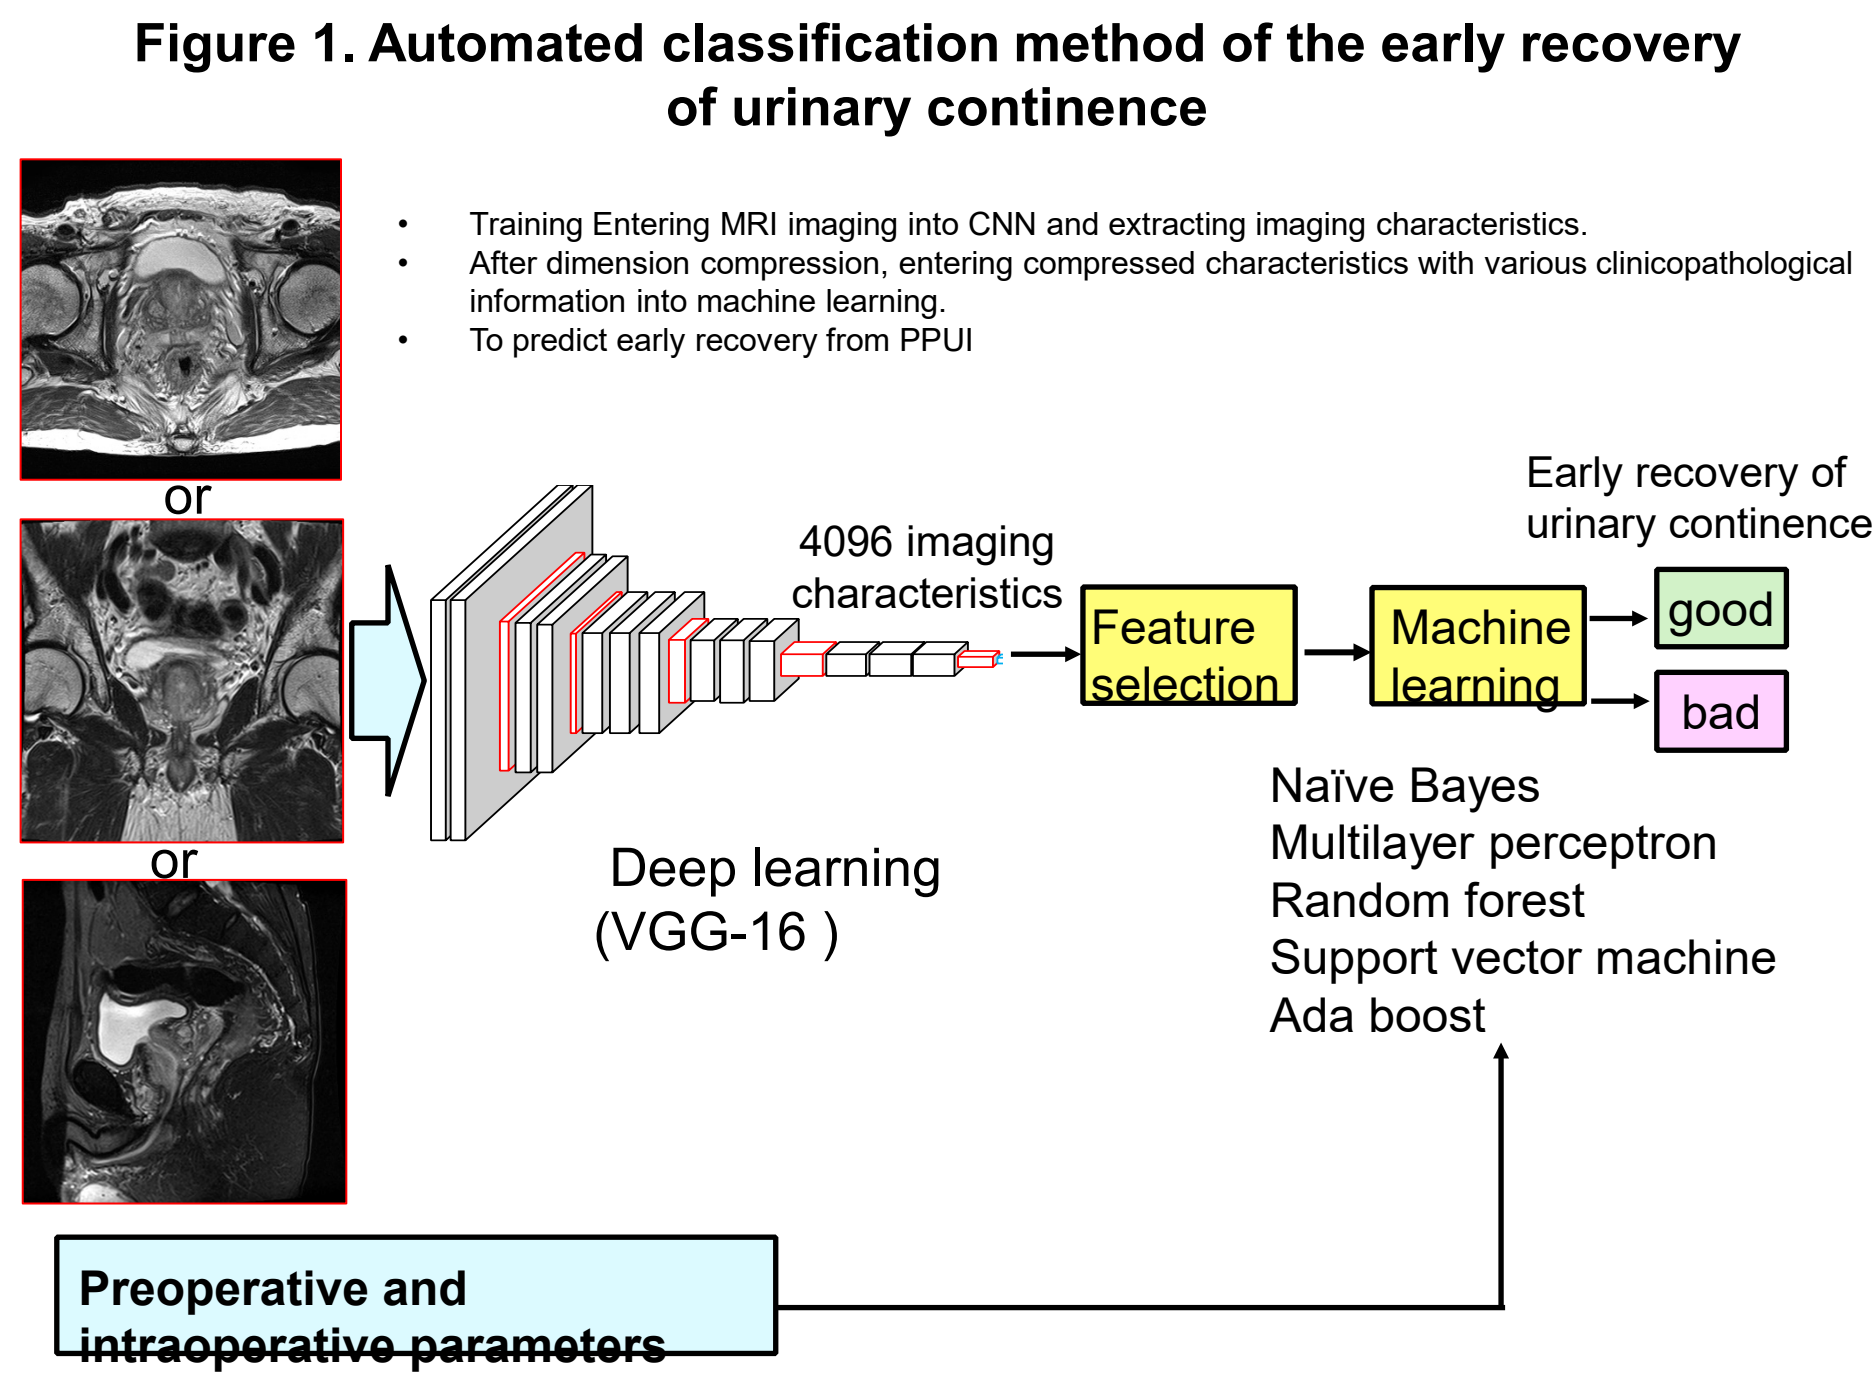 Figure 1. Automated classification method of the early recovery
of urinary continence
• Training Entering MRI imaging into CNN and extracting imaging characteristics.
• After dimension compression, entering compressed characteristics with various clinicopathological
information into machine learning.
• To predict early recovery from PPUI
or
or
Deep learning
(VGG-16 )
4096 imaging
characteristics
Feature
selection
Machine
learning
Early recovery of
urinary continence
good
bad
Naïve Bayes
Multilayer perceptron
Random forest
Support vector machine
Ada boost
Preoperative and
intraoperative parameters